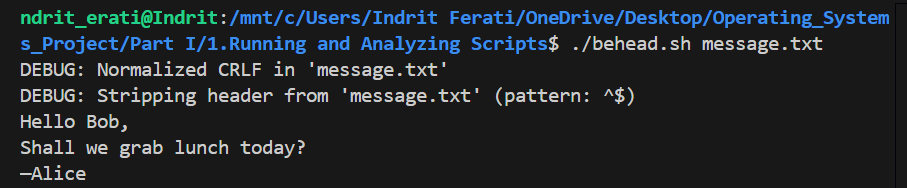 ndrit_erati@Indrit:/mnt/c/Users/Indrit Ferati/OneDrive/Desktop/Operating_System
s_Project/Part I/1.Running and Analyzing Scripts$ ./behead.sh message.txt
DEBUG: Normalized CRLF in 'message.txt'
DEBUG: Stripping header from 'message.txt' (pattern: ^$)
Hello Bob,
Shall we grab lunch today?
—Alice